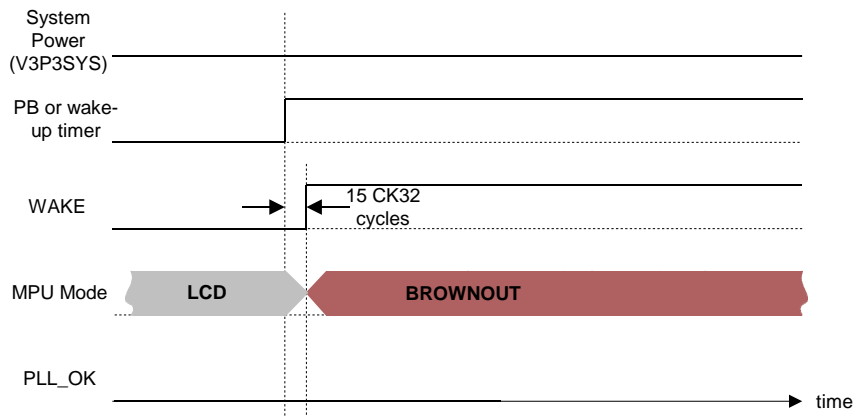 System
Power
(V3P3SYS)
PB or wake-
up timer
WAKE
15 CK32
cycles
MPU Mode
LCD
BROWNOUT
PLL_OK
time